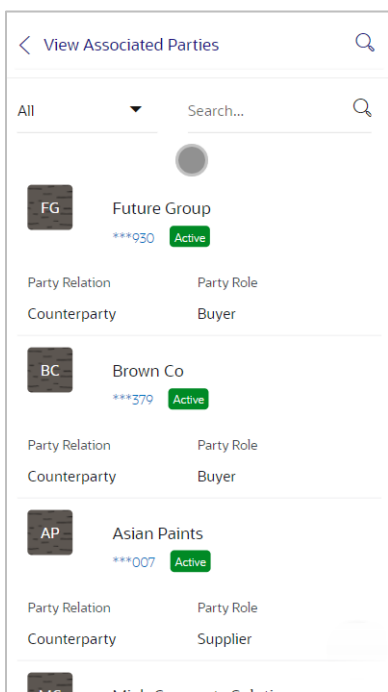 View Associated Parties
All Search...
FG Future Group
***930 Active
Party Relation Party Role
Counterparty Buyer
BC Brown Co
***379 Active
Party Relation Party Role
Counterparty Buyer
AP Asian Paints
***007 Active
Party Relation Party Role
Counterparty Supplier